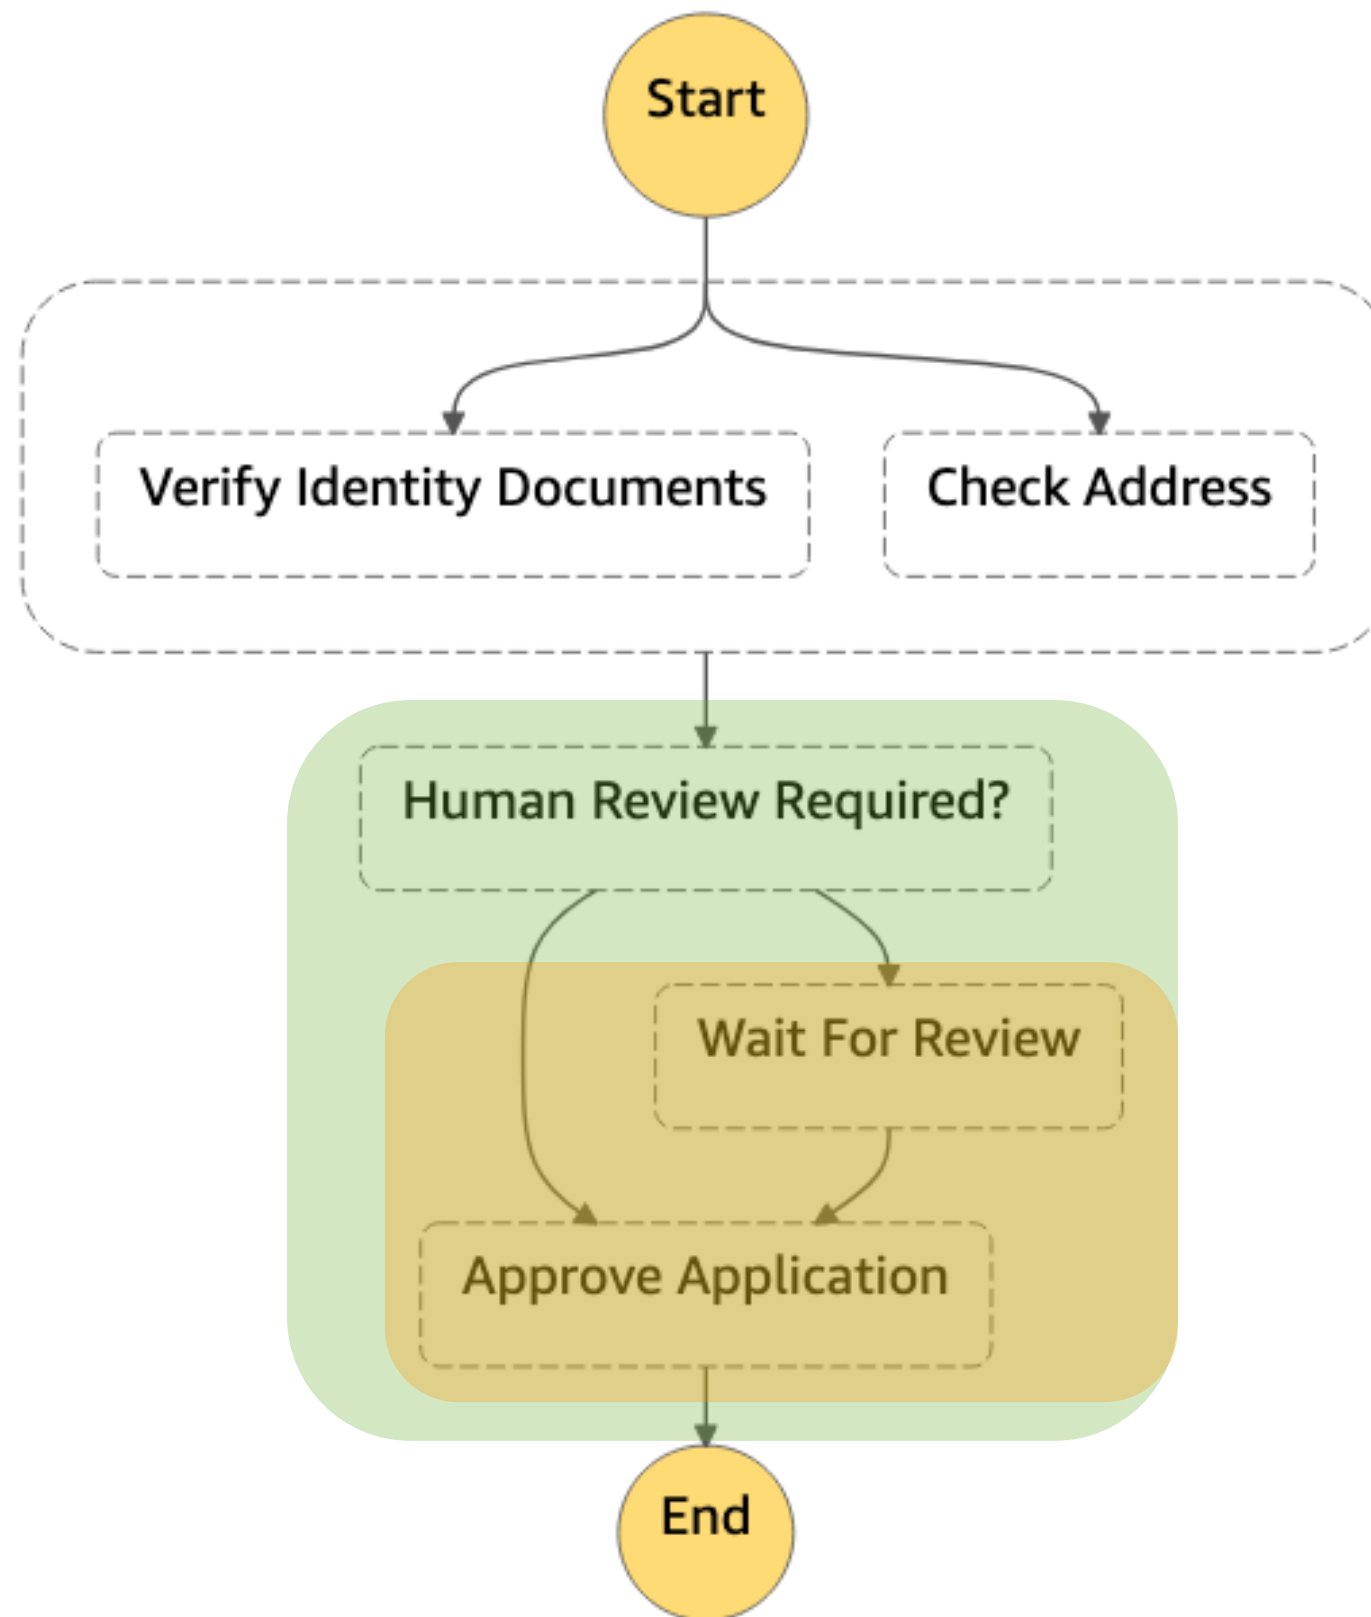 Start
Verify Identity Documents
Check Address
Human Review Required?
Wait For Review
Approve Application
End